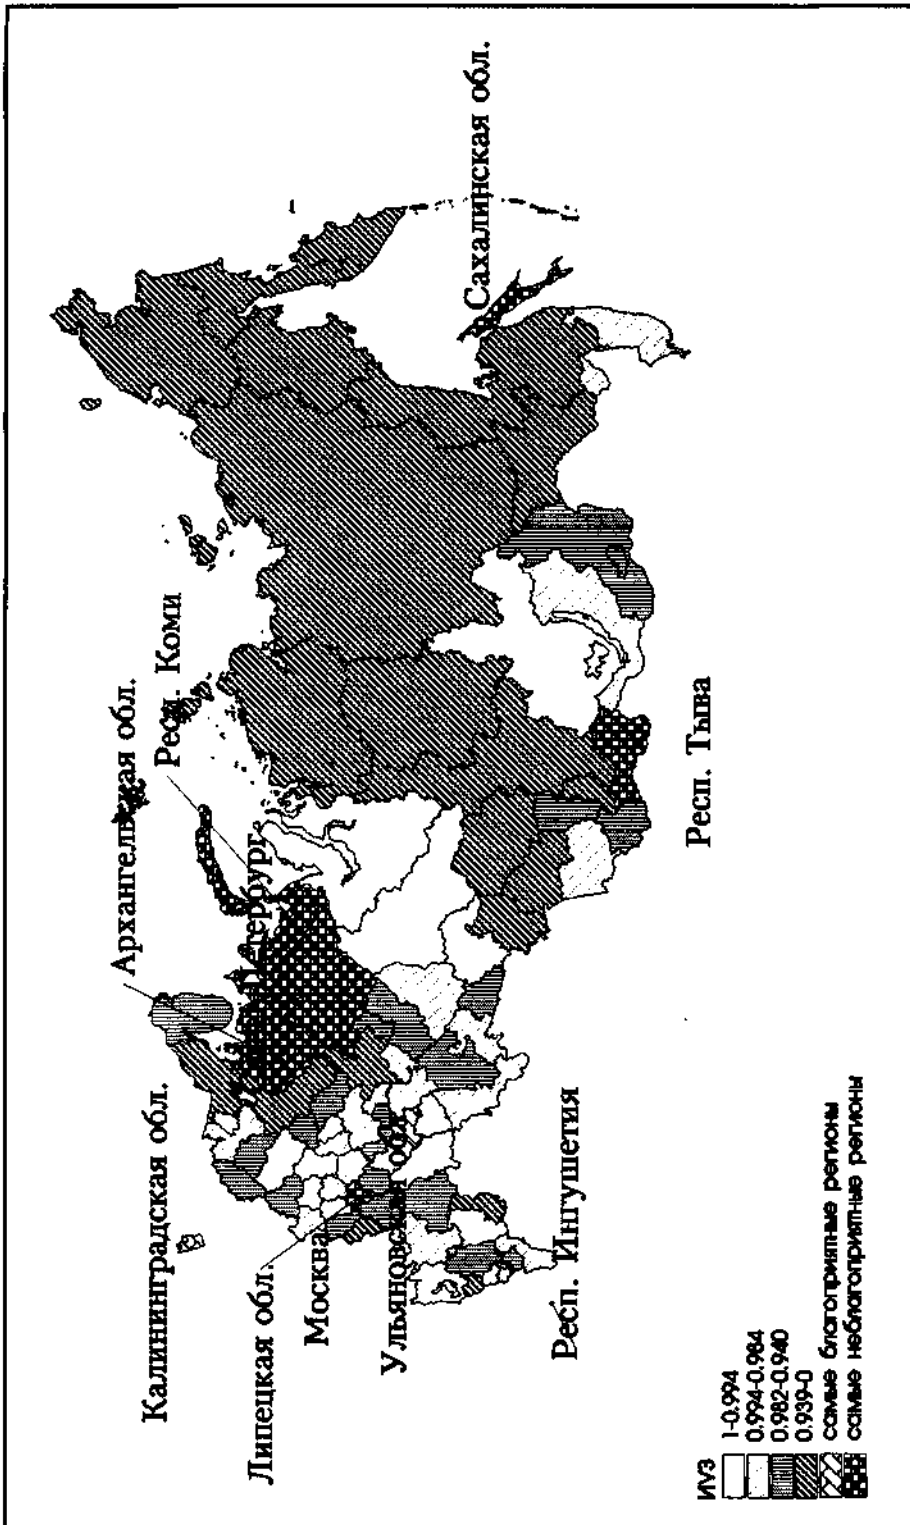 Калининградская обл.
Архангельская обл.
Респ. Коми
Липецкая обл.
Москва
Ульяновская обл.
Сахалинская обл.
Респ. Ингушетия
Респ. Тыва
ИУЗ
1-0.994
0.994-0.984
0.982-0.940
0.939-0
самые благоприятные регионы
самые неблагоприятные регионы